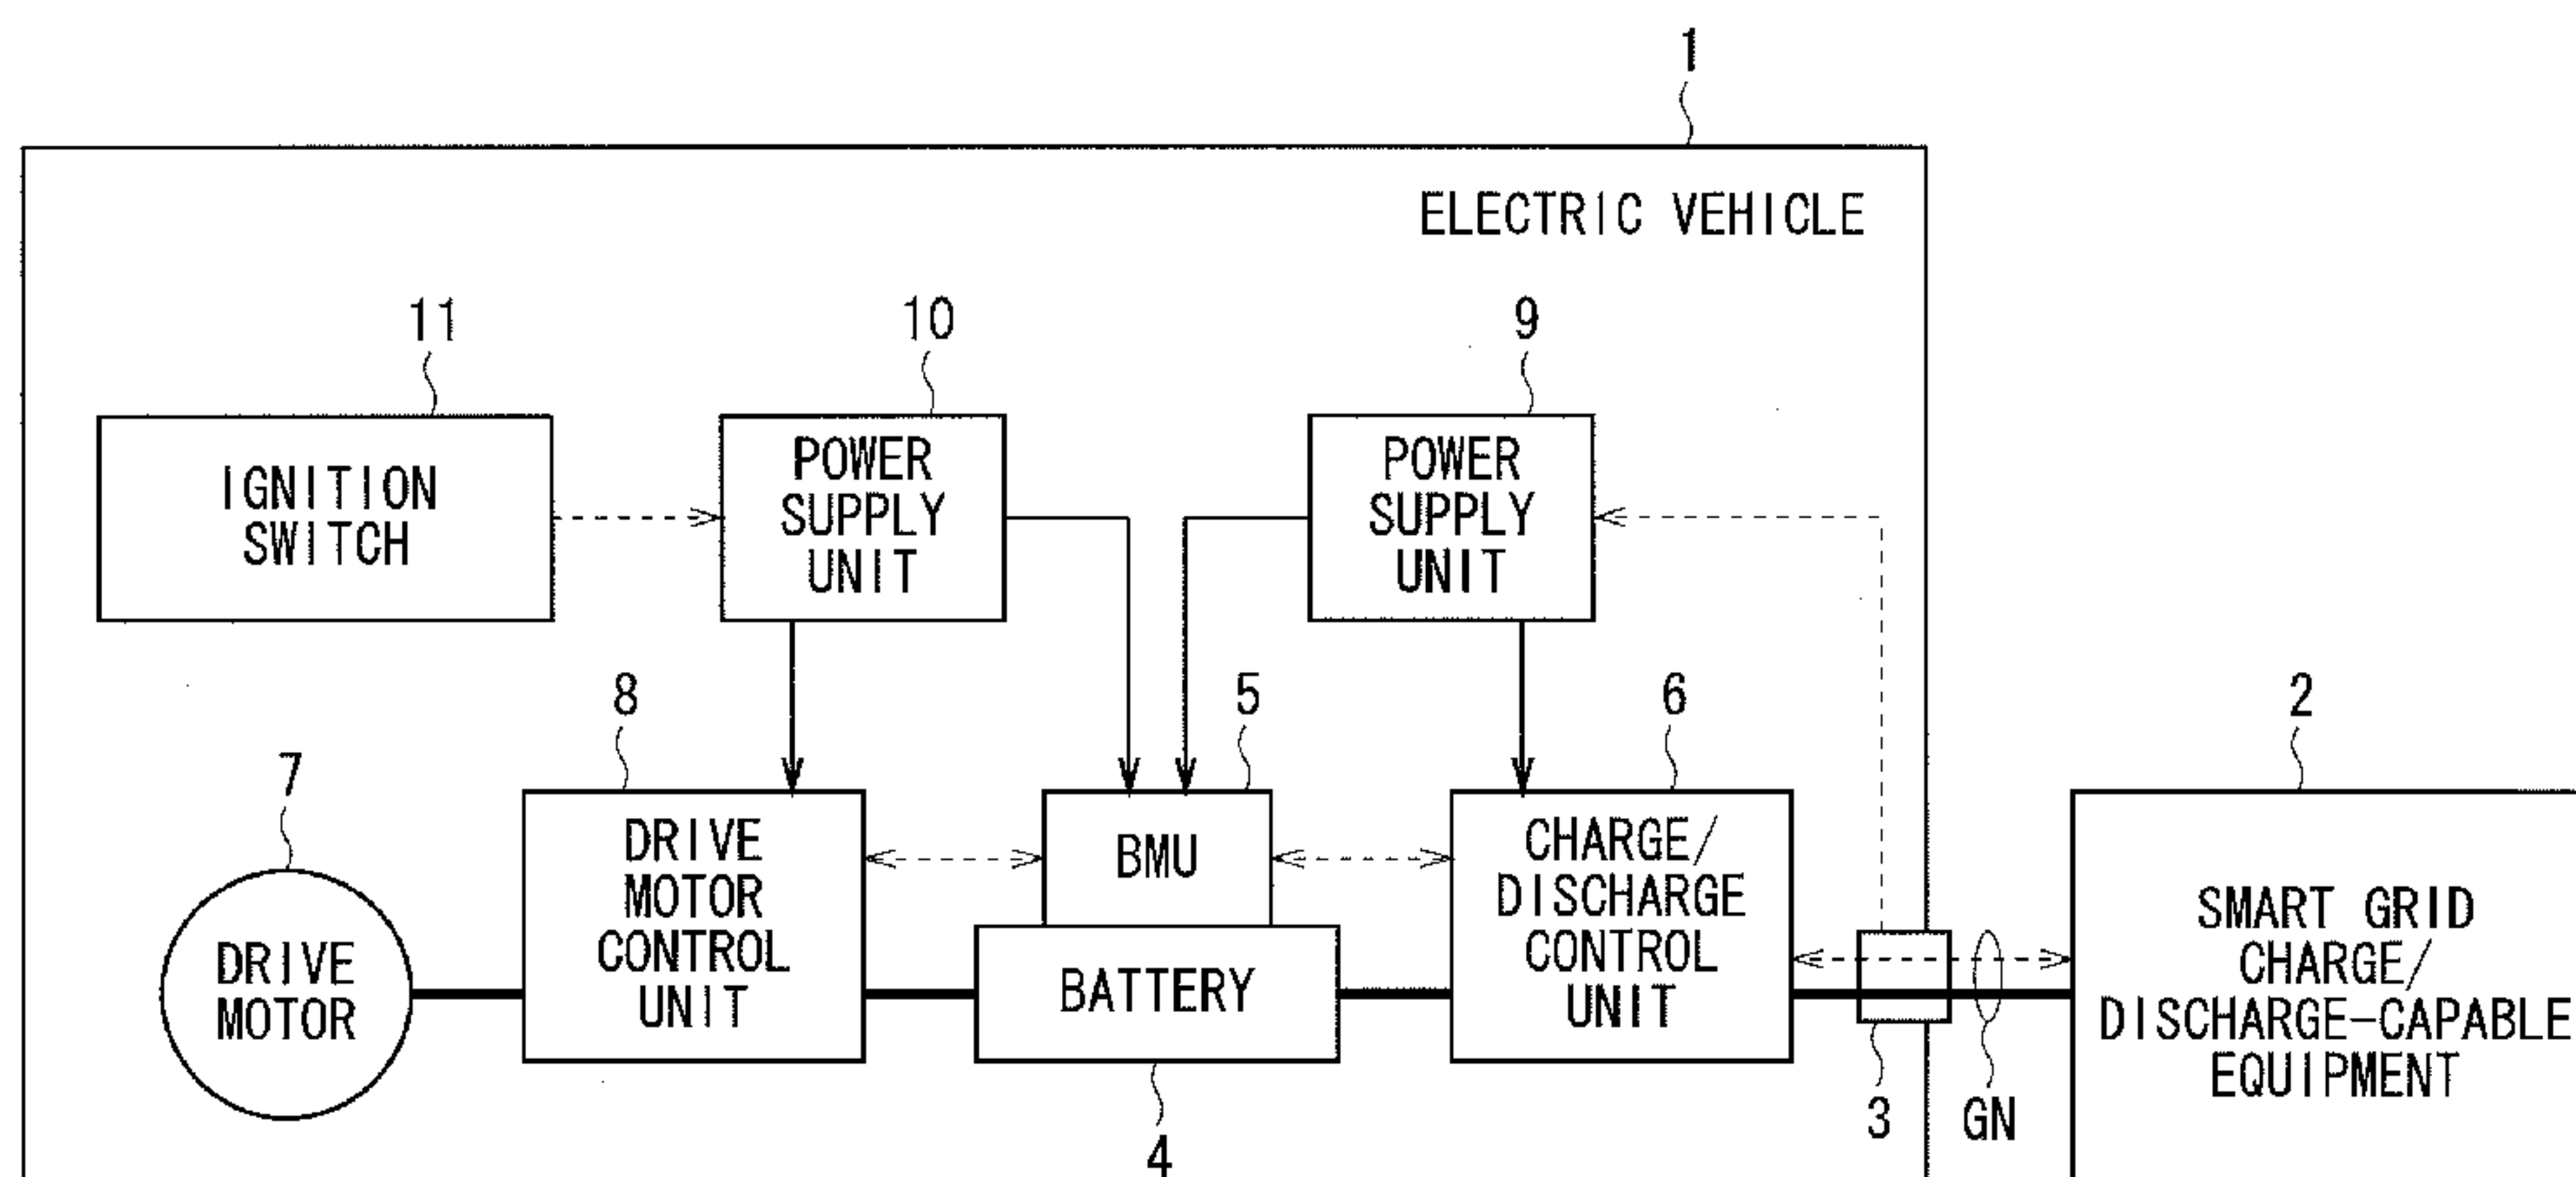 1
ELECTRIC VEHICLE
11
10
9
IGNITION
SWITCH
POWER
SUPPLY
UNIT
POWER
SUPPLY
UNIT
8
5
6
2
7
DRIVE
MOTOR
DRIVE
MOTOR
CONTROL
UNIT
BMU
BATTERY
CHARGE/
DISCHARGE
CONTROL
UNIT
SMART GRID
CHARGE/
DISCHARGE-CAPABLE
EQUIPMENT
3
GN
4